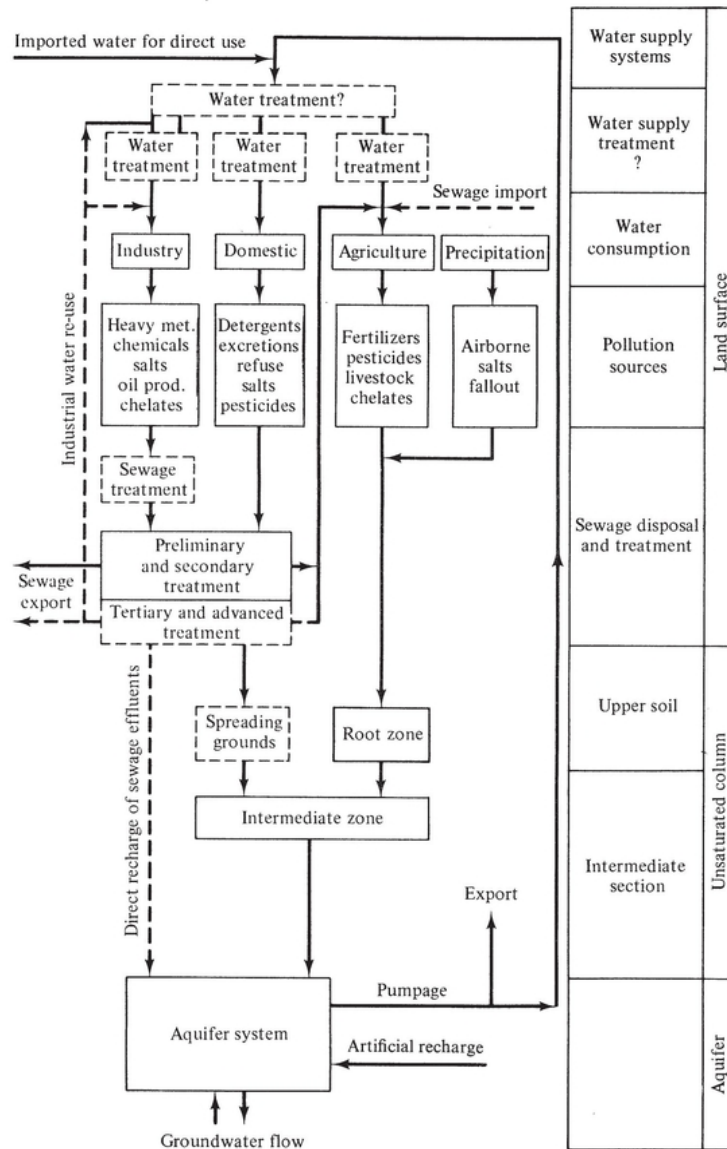 Imported water for direct use
Water treatment?
Water
treatment
Water
treatment
Water
treatment
Sewage import
Industry
Domestic
Agriculture
Precipitation
Heavy met.
chemicals
salts
oil prod.
chelates
Detergents
excretions
refuse
salts
pesticides
Fertilizers
pesticides
livestock
chelates
Airborne
salts
fallout
Industrial water re-use
Sewage
treatment
Preliminary
and secondary
treatment
Sewage
export
Tertiary and advanced
treatment
Direct recharge of sewage effluents
Spreading
grounds
Root zone
Intermediate zone
Export
Pumpage
Aquifer system
Artificial recharge
Groundwater flow
Water supply
systems
Water supply
treatment
?
Water
consumption
Pollution
sources
Sewage disposal
and treatment
Upper soil
Intermediate
section
Land surface
Unsaturated column
Aquifer